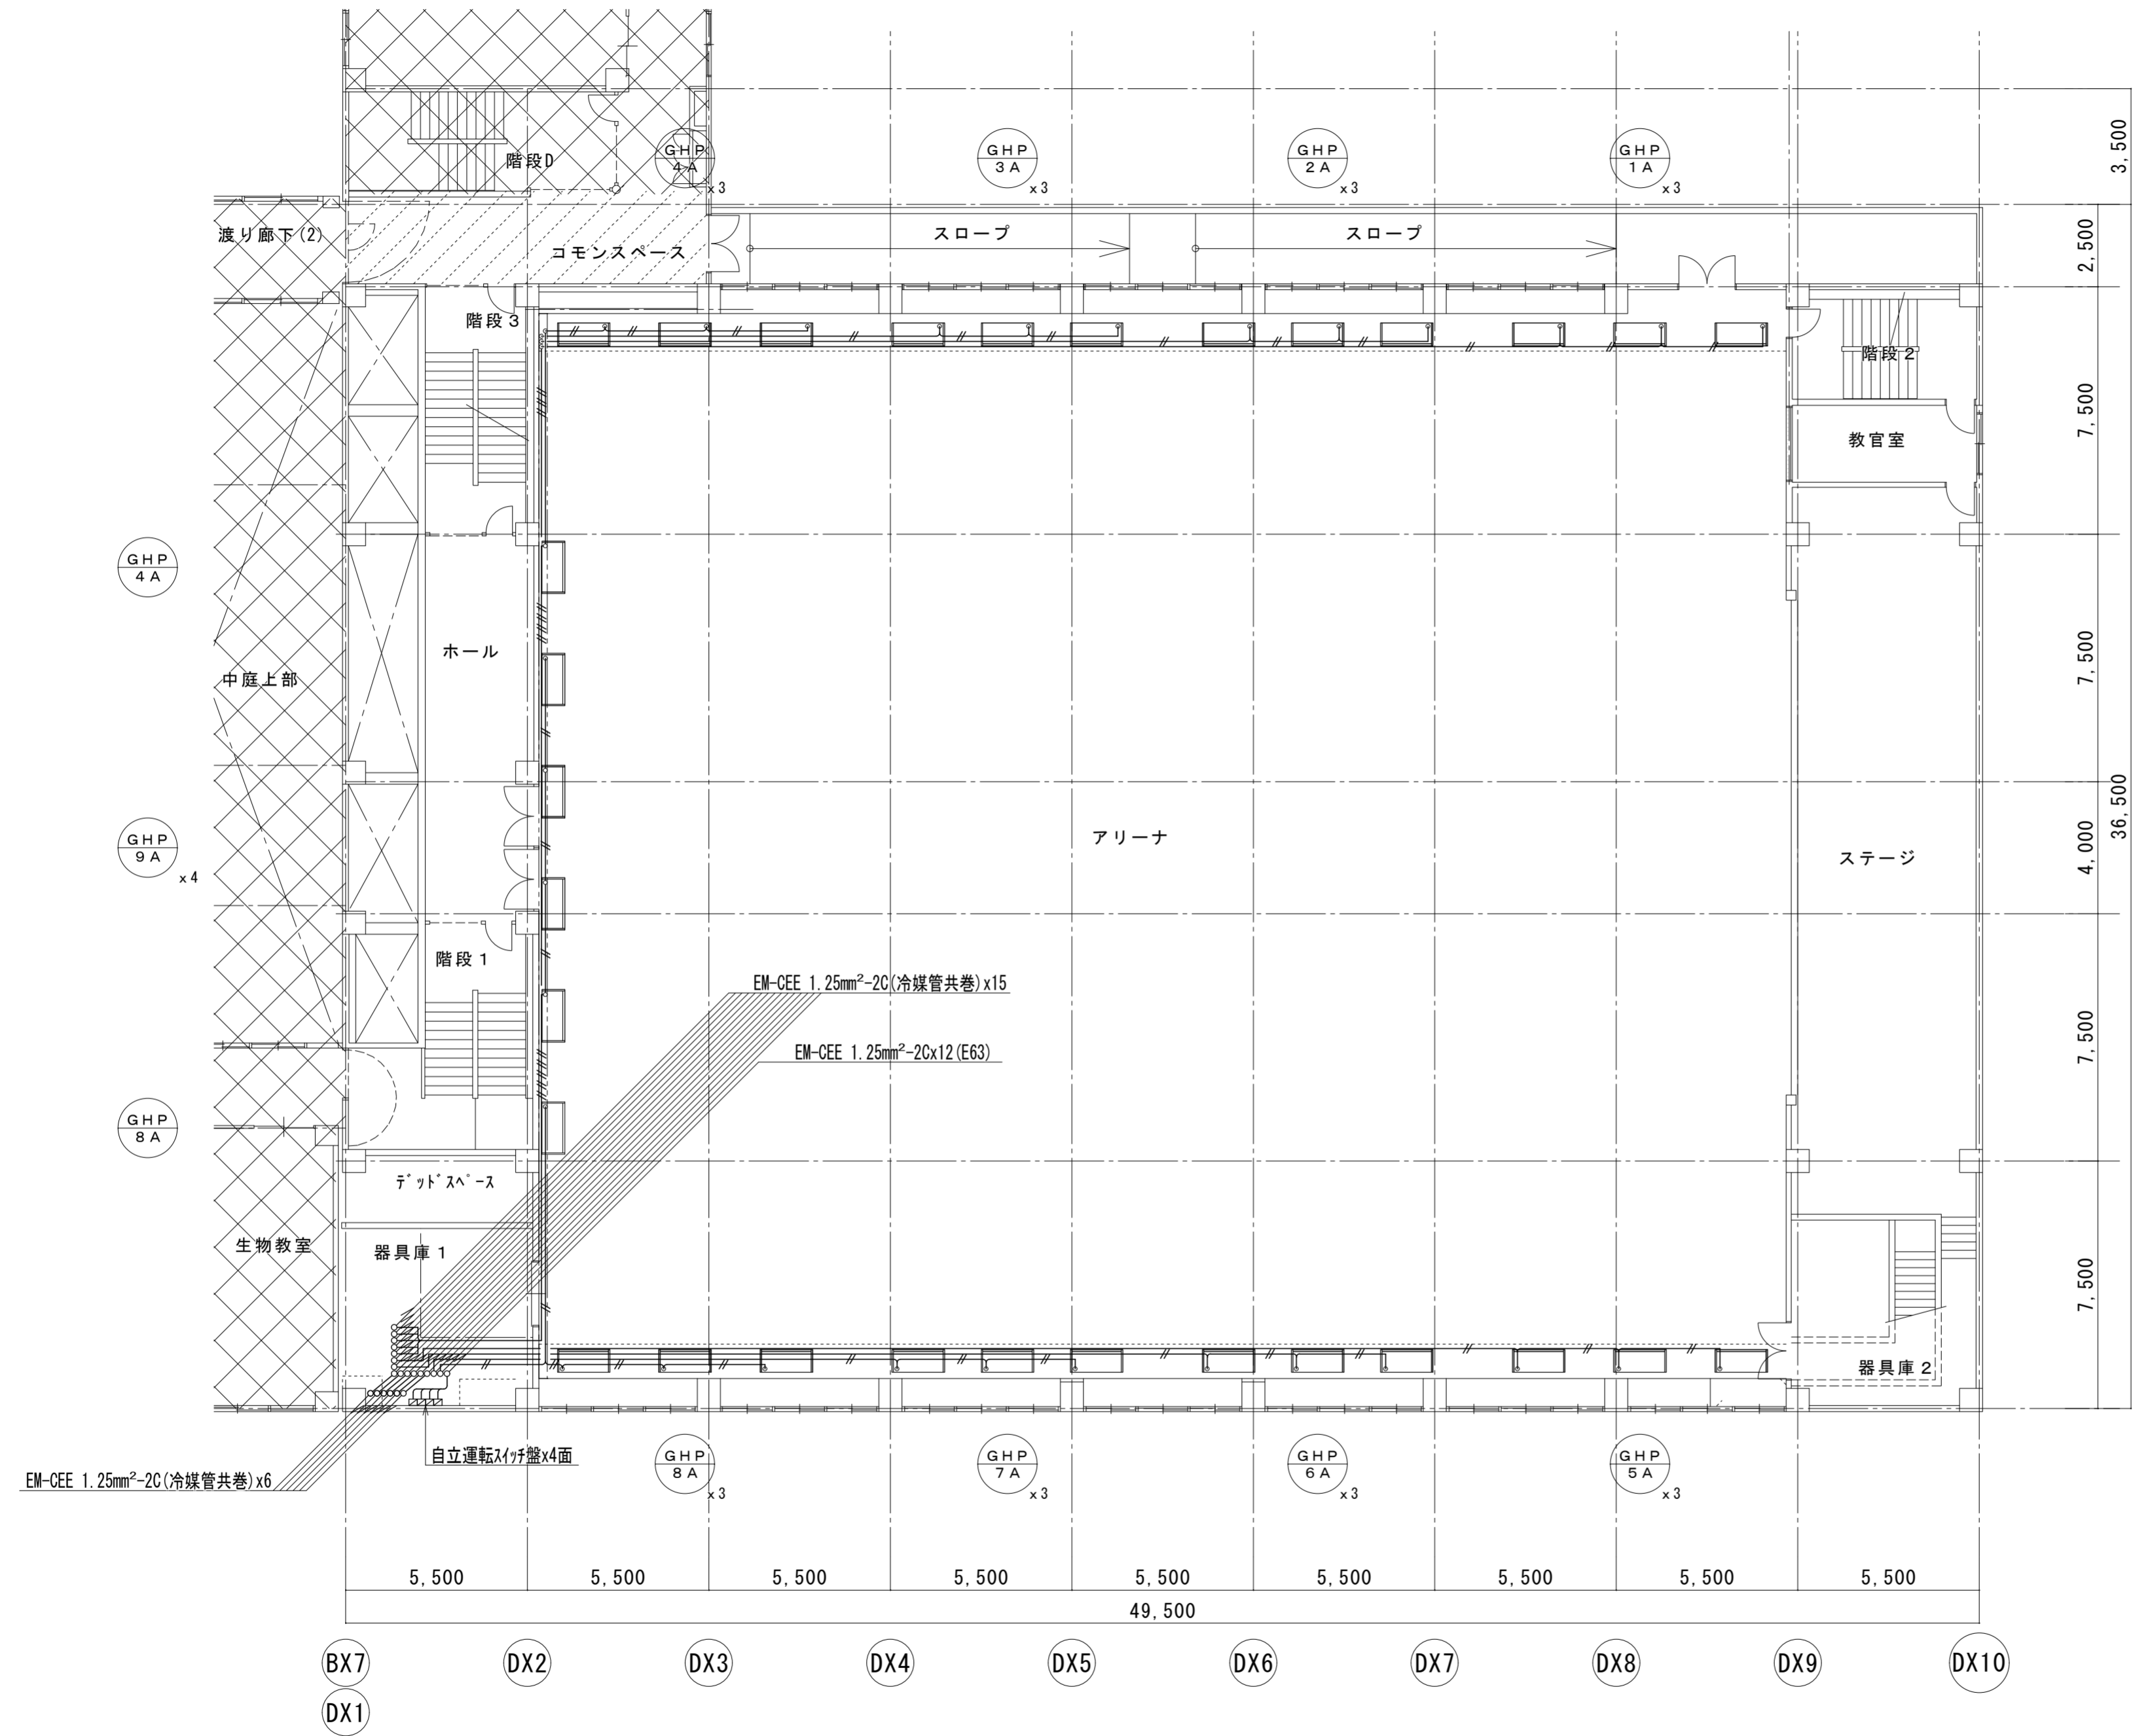 3,500
階段D
GHP
4A
x3
GHP
3A
x3
GHP
2A
x3
GHP
1A
x3
渡り廊下(2)
コモンスペース
スロープ
スロープ
2,500
階段3
階段2
7,500
教官室
GHP
4A
ホール
7,500
中庭上部
36,500
アリーナ
GHP
9A
x4
4,000
ステージ
階段1
EM-CEE 1.25mm²-2C(冷媒管共巻)x15
EM-CEE 1.25mm²-2Cx12(E63)
7,500
GHP
8A
デッドスペース
生物教室
器具庫1
7,500
器具庫2
自立運転スイッチ盤x4面
EM-CEE 1.25mm²-2C(冷媒管共巻)x6
GHP
8A
x3
GHP
7A
x3
GHP
6A
x3
GHP
5A
x3
5,500 5,500 5,500 5,500 5,500 5,500 5,500 5,500 5,500
49,500
BX7 DX2 DX3 DX4 DX5 DX6 DX7 DX8 DX9 DX10
DX1